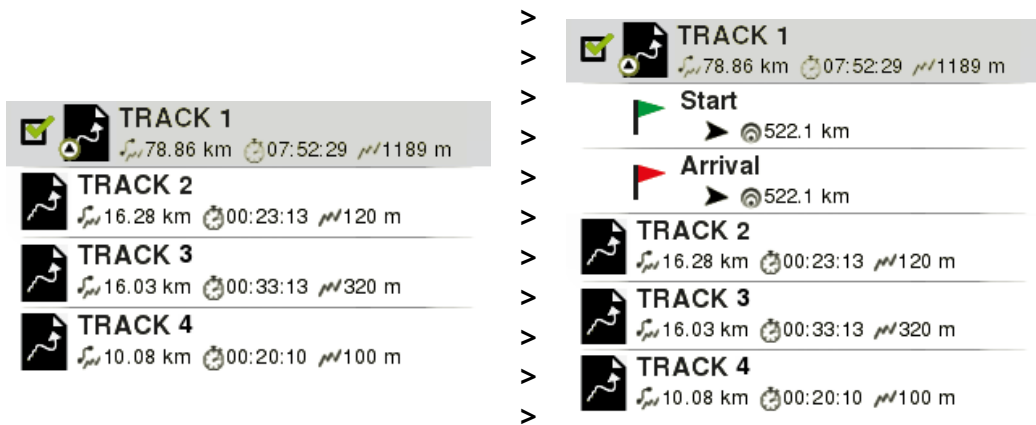 TRACK 1
78.86 km 07:52:29 1189 m
TRACK 2
16.28 km 00:23:13 120 m
TRACK 3
16.03 km 00:33:13 320 m
TRACK 4
10.08 km 00:20:10 100 m
>
>
>
>
>
>
>
>
>
>
>
TRACK 1
78.86 km 07:52:29 1189 m
Start
522.1 km
Arrival
522.1 km
TRACK 2
16.28 km 00:23:13 120 m
TRACK 3
16.03 km 00:33:13 320 m
TRACK 4
10.08 km 00:20:10 100 m